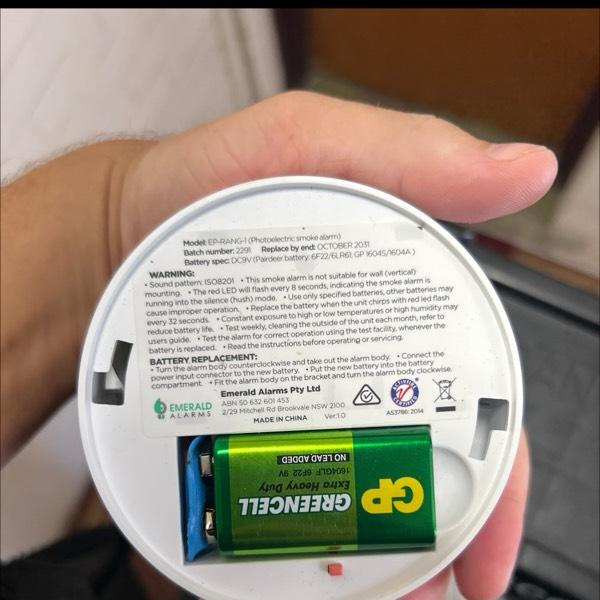 Model: EP-RANG-1 (Photoelectric smoke alarm)
Batch number: 2291 Replace by end: OCTOBER 2031
Battery spec: DC9V (Pairdeer battery: 6F22/6LR61; GP 1604S/1604A )
WARNING:
• Sound pattern: ISO8201 • This smoke alarm is not suitable for wall (vertical)
mounting. • The red LED will flash every 8 seconds, indicating the smoke alarm is
running into the silence (hush) mode. • Use only specified batteries, other batteries may
cause improper operation. • Replace the battery when the unit chirps with red led flash
every 32 seconds. • Constant exposure to high or low temperatures or high humidity may
reduce battery life. • Test weekly, cleaning the outside of the unit each month, refer to
users guide. • Test the alarm for correct operation using the test facility, whenever the
battery is replaced. • Read the instructions before operating or servicing.
BATTERY REPLACEMENT:
• Turn the alarm body counterclockwise and take out the alarm body. • Connect the
power input connector to the new battery. • Put the new battery into the battery
compartment. • Fit the alarm body on the bracket and turn the alarm body clockwise.
EMERALD
ALARMS
Emerald Alarms Pty Ltd
ABN 50 632 601 453
2/29 Mitchell Rd Brookvale NSW 2100
MADE IN CHINA Ver:1.0
AS3786: 2014
GP
GREENCELL
Extra Heavy Duty
1604GLF 6F22 9V
NO LEAD ADDED